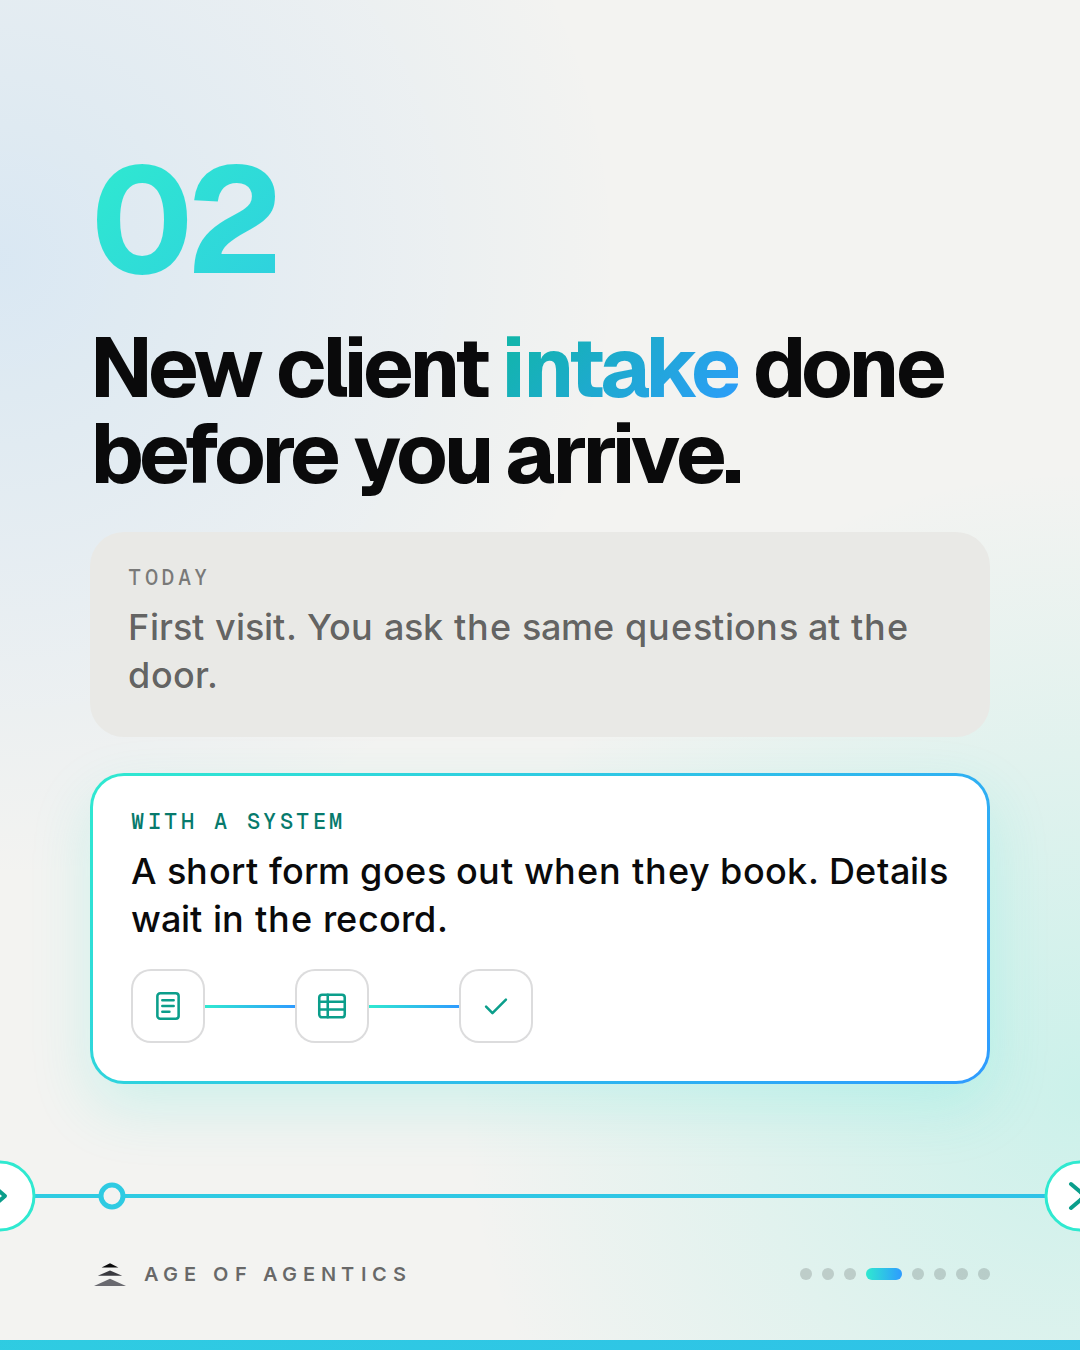 02
New client intake done
before you arrive.
TODAY
First visit. You ask the same questions at the
door.
WITH A SYSTEM
A short form goes out when they book. Details
wait in the record.
AGE OF AGENTICS